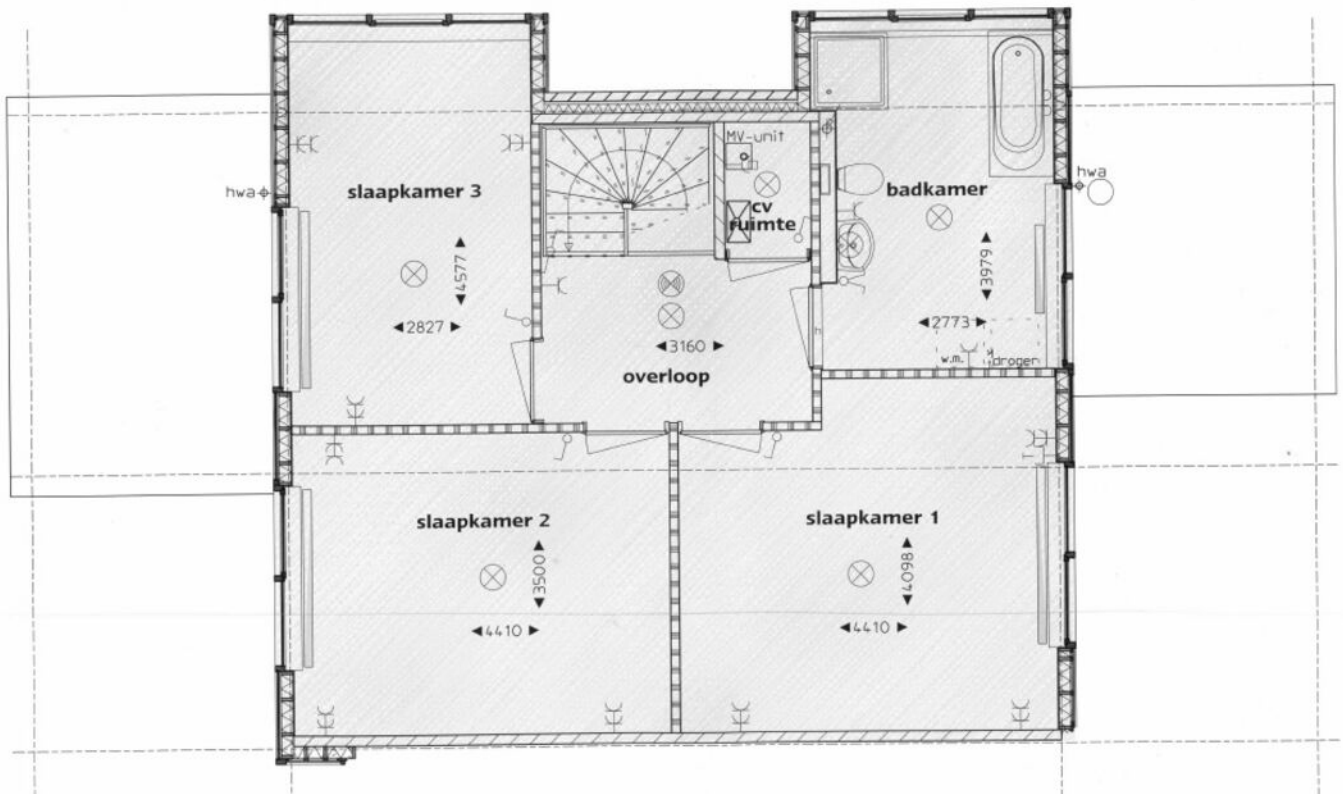 MV-unit
hwa
slaapkamer 3
cv
ruimte
badkamer
hwa
4577
2827
3979
2773
3160
w.m.
droger
h
overloop
slaapkamer 2
slaapkamer 1
3500
4098
4410
4410